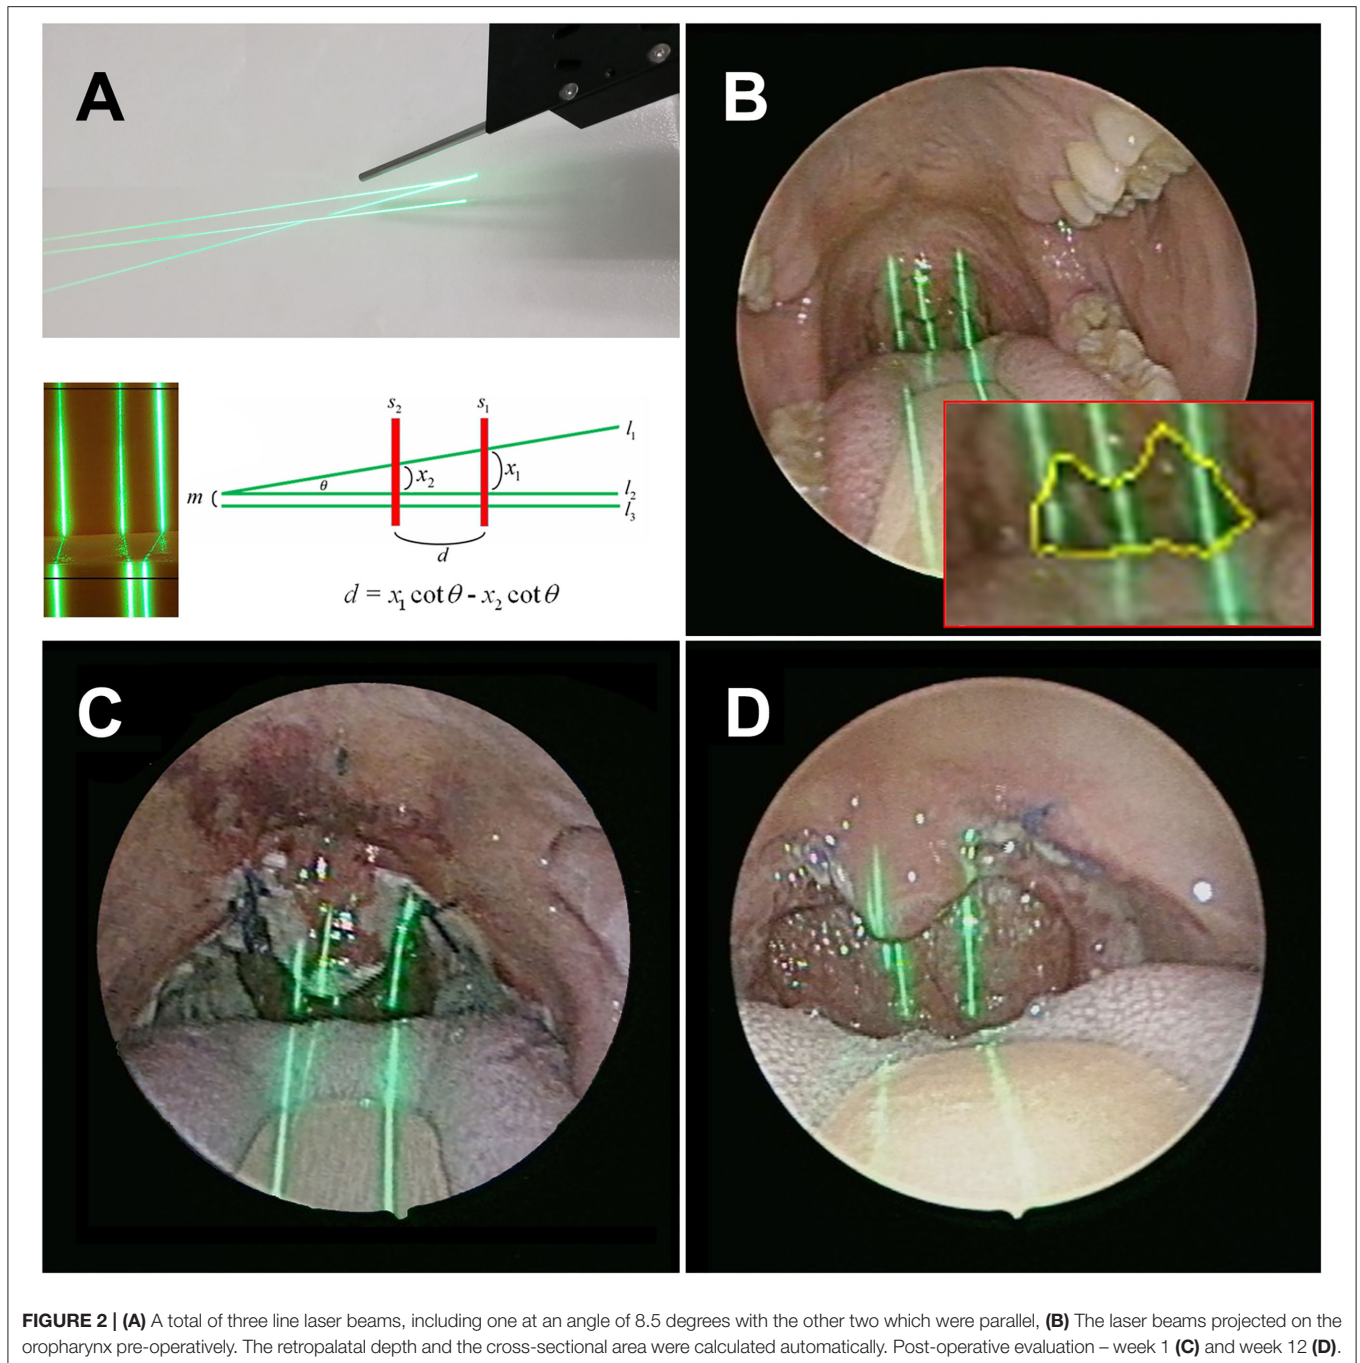 A
B
s₂ s₁
l₁
x₂ x₁
m θ l₂
l₃
d
d = x₁ cot θ - x₂ cot θ
C
D
FIGURE 2 | (A) A total of three line laser beams, including one at an angle of 8.5 degrees with the other two which were parallel, (B) The laser beams projected on the
oropharynx pre-operatively. The retropalatal depth and the cross-sectional area were calculated automatically. Post-operative evaluation – week 1 (C) and week 12 (D).